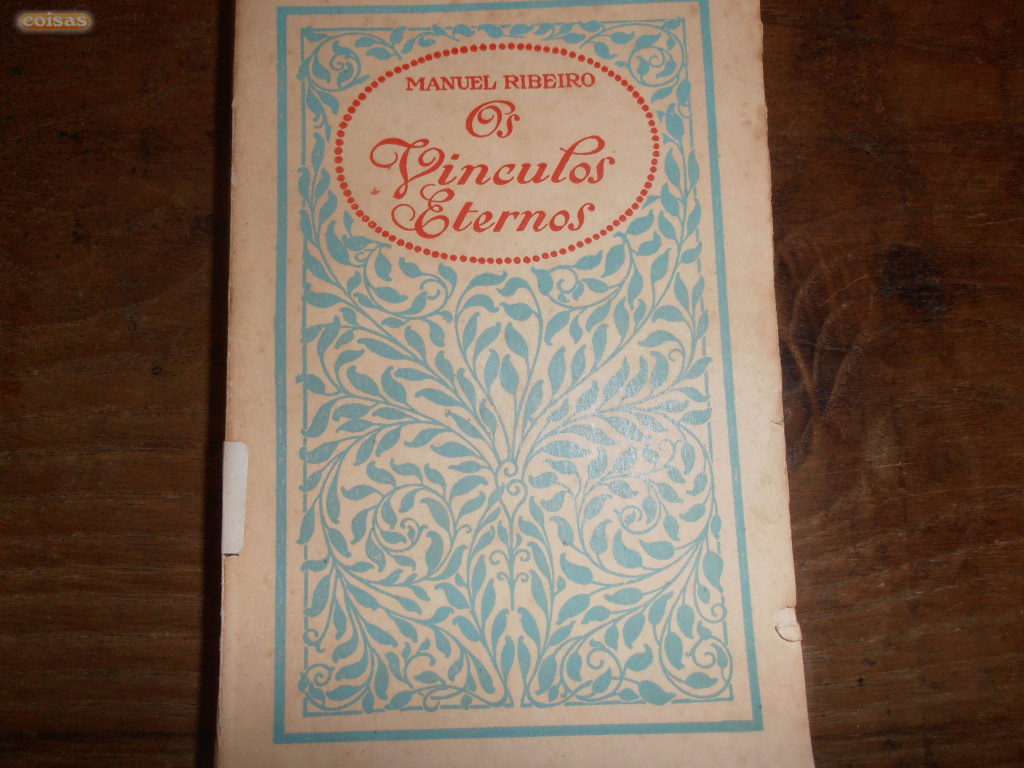 coisas
MANUEL RIBEIRO
Os
Vinculos
Eternos